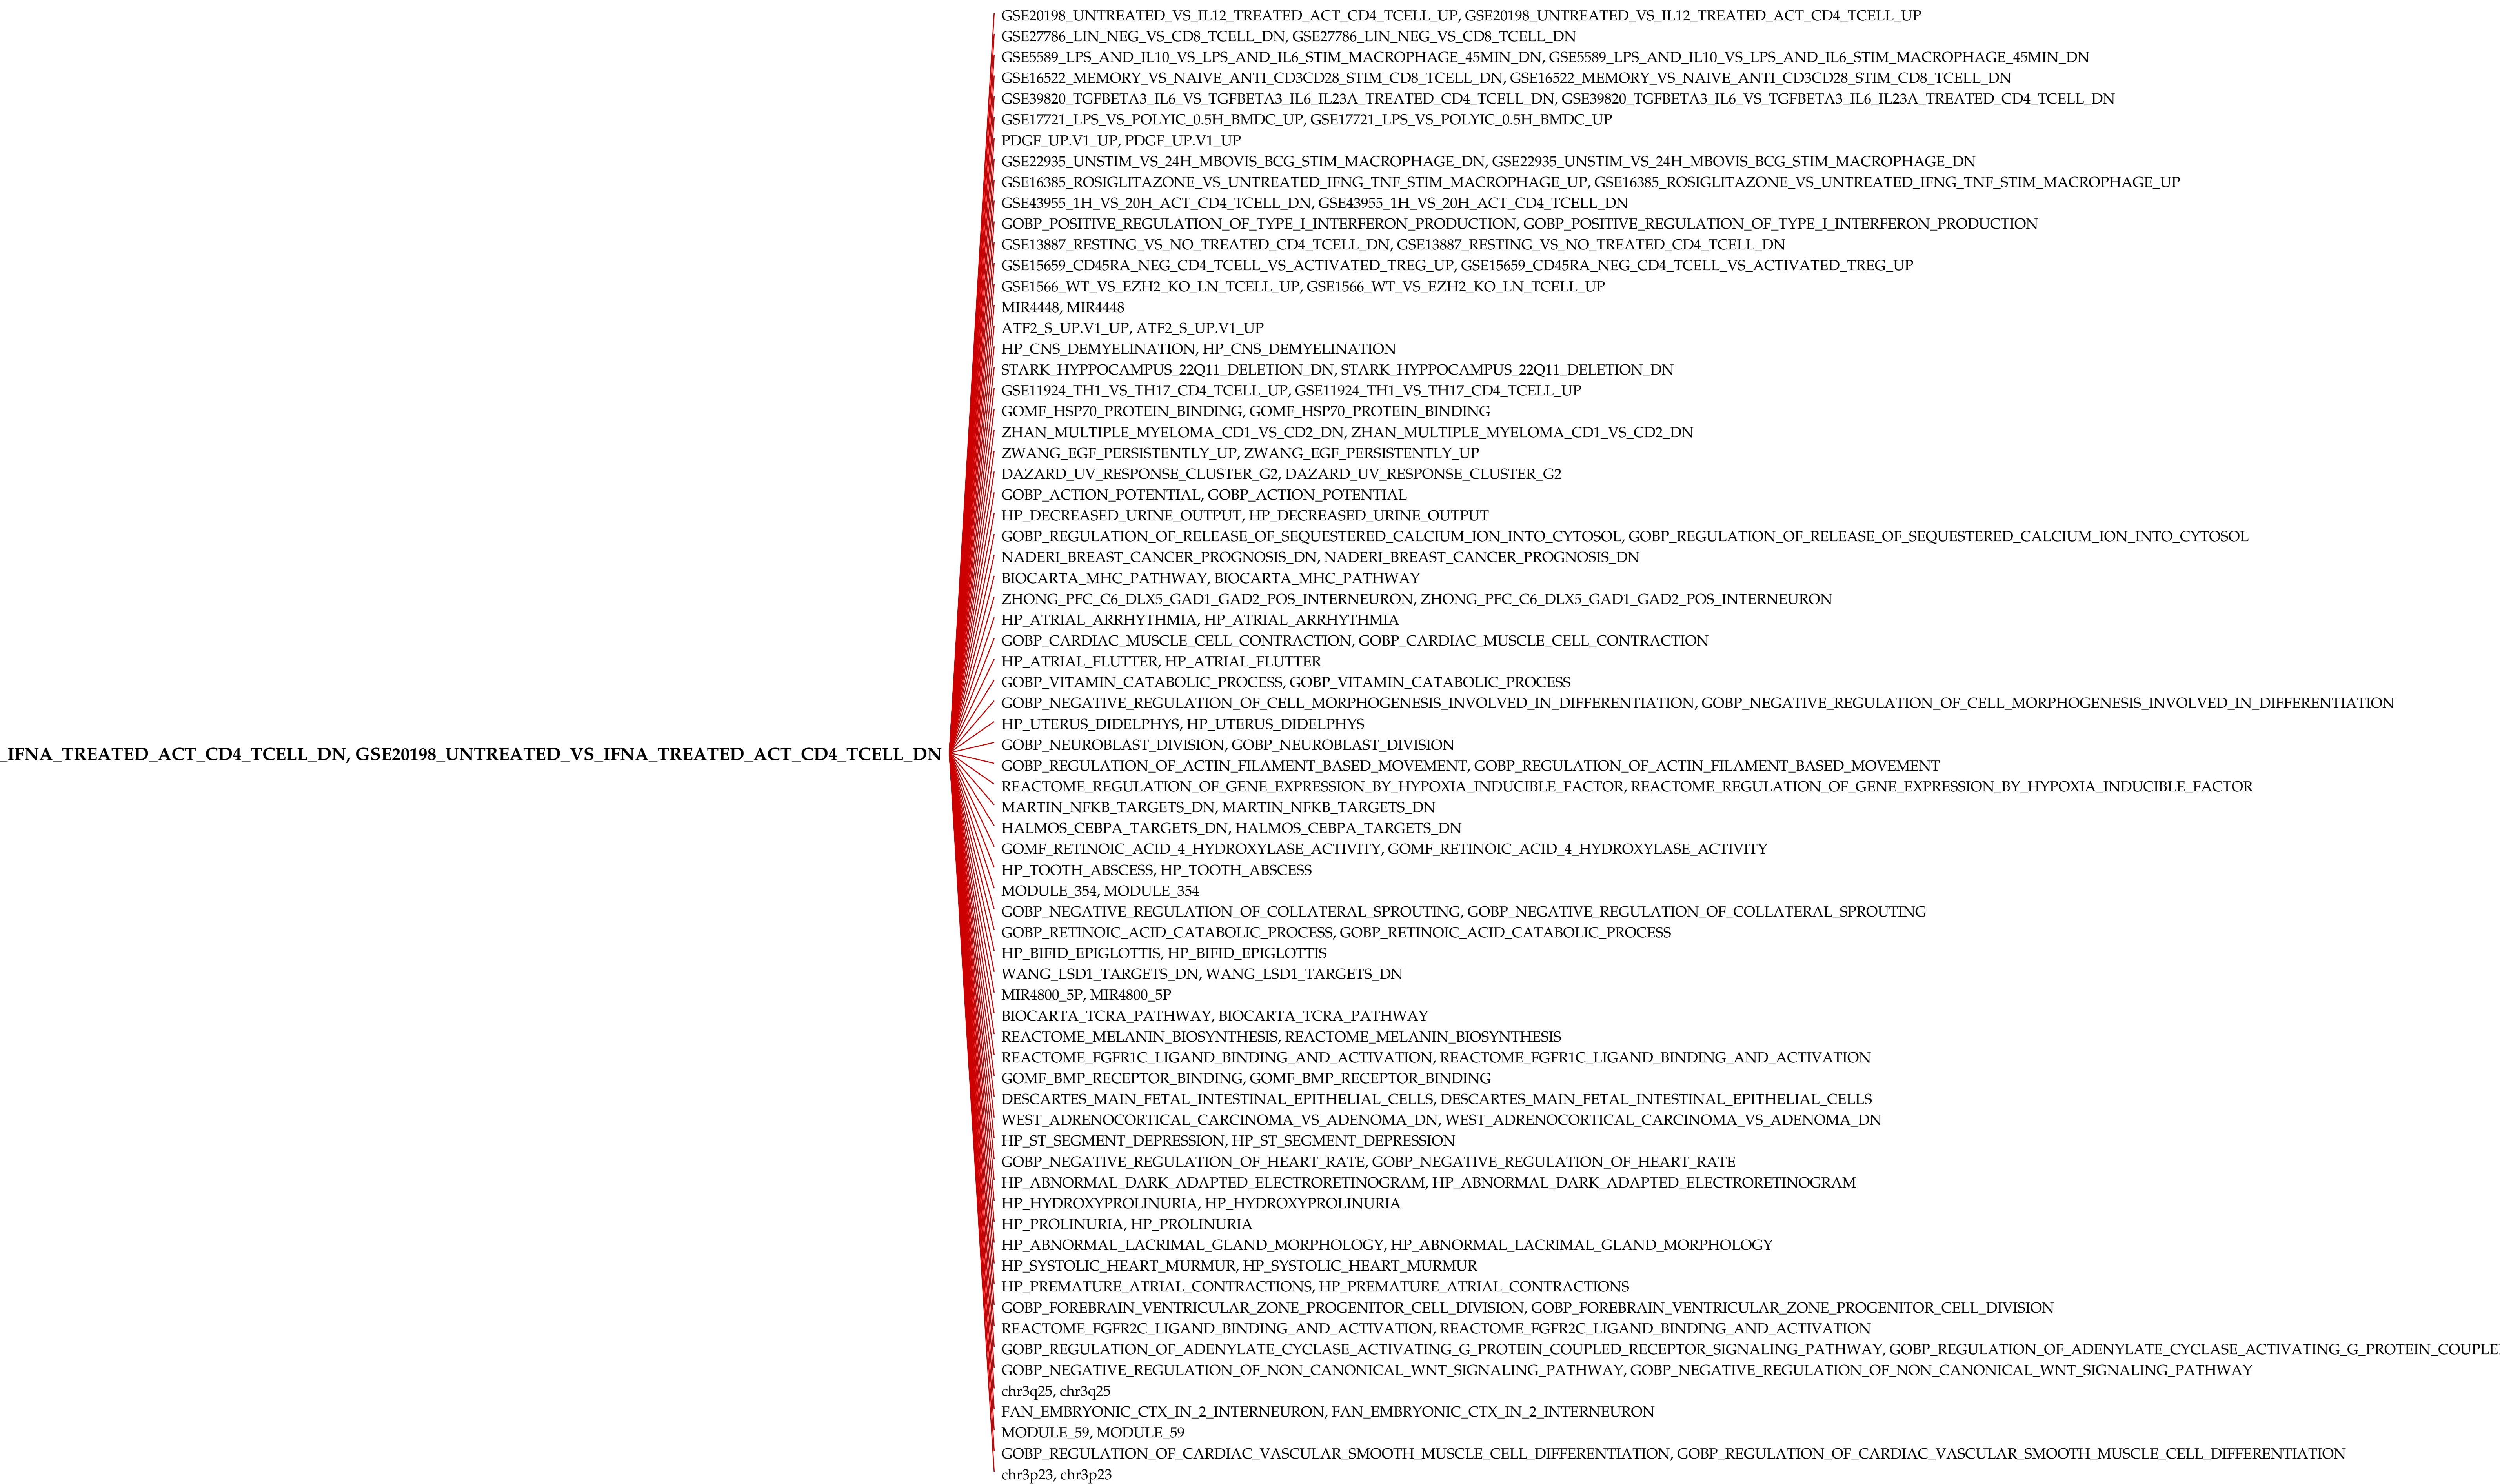 GSE20198_UNTREATED_VS_IL12_TREATED_ACT_CD4_TCELL_UP, GSE20198_UNTREATED_VS_IL12_TREATED_ACT_CD4_TCELL_UP
GSE27786_LIN_NEG_VS_CD8_TCELL_DN, GSE27786_LIN_NEG_VS_CD8_TCELL_DN
GSE5589_LPS_AND_IL10_VS_LPS_AND_IL6_STIM_MACROPHAGE_45MIN_DN, GSE5589_LPS_AND_IL10_VS_LPS_AND_IL6_STIM_MACROPHAGE_45MIN_DN
GSE16522_MEMORY_VS_NAIVE_ANTI_CD3CD28_STIM_CD8_TCELL_DN, GSE16522_MEMORY_VS_NAIVE_ANTI_CD3CD28_STIM_CD8_TCELL_DN
GSE39820_TGFBETA3_IL6_VS_TGFBETA3_IL6_IL23A_TREATED_CD4_TCELL_DN, GSE39820_TGFBETA3_IL6_VS_TGFBETA3_IL6_IL23A_TREATED_CD4_TCELL_DN
GSE17721_LPS_VS_POLYIC_0.5H_BMDC_UP, GSE17721_LPS_VS_POLYIC_0.5H_BMDC_UP
PDGF_UP.V1_UP, PDGF_UP.V1_UP
GSE22935_UNSTIM_VS_24H_MBOVIS_BCG_STIM_MACROPHAGE_DN, GSE22935_UNSTIM_VS_24H_MBOVIS_BCG_STIM_MACROPHAGE_DN
GSE16385_ROSIGLITAZONE_VS_UNTREATED_IFNG_TNF_STIM_MACROPHAGE_UP, GSE16385_ROSIGLITAZONE_VS_UNTREATED_IFNG_TNF_STIM_MACROPHAGE_UP
GSE43955_1H_VS_20H_ACT_CD4_TCELL_DN, GSE43955_1H_VS_20H_ACT_CD4_TCELL_DN
GOBP_POSITIVE_REGULATION_OF_TYPE_I_INTERFERON_PRODUCTION, GOBP_POSITIVE_REGULATION_OF_TYPE_I_INTERFERON_PRODUCTION
GSE13887_RESTING_VS_NO_TREATED_CD4_TCELL_DN, GSE13887_RESTING_VS_NO_TREATED_CD4_TCELL_DN
GSE15659_CD45RA_NEG_CD4_TCELL_VS_ACTIVATED_TREG_UP, GSE15659_CD45RA_NEG_CD4_TCELL_VS_ACTIVATED_TREG_UP
GSE1566_WT_VS_EZH2_KO_LN_TCELL_UP, GSE1566_WT_VS_EZH2_KO_LN_TCELL_UP
MIR4448, MIR4448
ATF2_S_UP.V1_UP, ATF2_S_UP.V1_UP
HP_CNS_DEMYELINATION, HP_CNS_DEMYELINATION
STARK_HYPPOCAMPUS_22Q11_DELETION_DN, STARK_HYPPOCAMPUS_22Q11_DELETION_DN
GSE11924_TH1_VS_TH17_CD4_TCELL_UP, GSE11924_TH1_VS_TH17_CD4_TCELL_UP
GOMF_HSP70_PROTEIN_BINDING, GOMF_HSP70_PROTEIN_BINDING
ZHAN_MULTIPLE_MYELOMA_CD1_VS_CD2_DN, ZHAN_MULTIPLE_MYELOMA_CD1_VS_CD2_DN
ZWANG_EGF_PERSISTENTLY_UP, ZWANG_EGF_PERSISTENTLY_UP
DAZARD_UV_RESPONSE_CLUSTER_G2, DAZARD_UV_RESPONSE_CLUSTER_G2
GOBP_ACTION_POTENTIAL, GOBP_ACTION_POTENTIAL
HP_DECREASED_URINE_OUTPUT, HP_DECREASED_URINE_OUTPUT
GOBP_REGULATION_OF_RELEASE_OF_SEQUESTERED_CALCIUM_ION_INTO_CYTOSOL, GOBP_REGULATION_OF_RELEASE_OF_SEQUESTERED_CALCIUM_ION_INTO_CYTOSOL
NADERI_BREAST_CANCER_PROGNOSIS_DN, NADERI_BREAST_CANCER_PROGNOSIS_DN
BIOCARTA_MHC_PATHWAY, BIOCARTA_MHC_PATHWAY
ZHONG_PFC_C6_DLX5_GAD1_GAD2_POS_INTERNEURON, ZHONG_PFC_C6_DLX5_GAD1_GAD2_POS_INTERNEURON
HP_ATRIAL_ARRHYTHMIA, HP_ATRIAL_ARRHYTHMIA
GOBP_CARDIAC_MUSCLE_CELL_CONTRACTION, GOBP_CARDIAC_MUSCLE_CELL_CONTRACTION
HP_ATRIAL_FLUTTER, HP_ATRIAL_FLUTTER
GOBP_VITAMIN_CATABOLIC_PROCESS, GOBP_VITAMIN_CATABOLIC_PROCESS
GOBP_NEGATIVE_REGULATION_OF_CELL_MORPHOGENESIS_INVOLVED_IN_DIFFERENTIATION, GOBP_NEGATIVE_REGULATION_OF_CELL_MORPHOGENESIS_INVOLVED_IN_DIFFERENTIATION
HP_UTERUS_DIDELPHYS, HP_UTERUS_DIDELPHYS
GOBP_NEUROBLAST_DIVISION, GOBP_NEUROBLAST_DIVISION
_IFNA_TREATED_ACT_CD4_TCELL_DN, GSE20198_UNTREATED_VS_IFNA_TREATED_ACT_CD4_TCELL_DN
GOBP_REGULATION_OF_ACTIN_FILAMENT_BASED_MOVEMENT, GOBP_REGULATION_OF_ACTIN_FILAMENT_BASED_MOVEMENT
REACTOME_REGULATION_OF_GENE_EXPRESSION_BY_HYPOXIA_INDUCIBLE_FACTOR, REACTOME_REGULATION_OF_GENE_EXPRESSION_BY_HYPOXIA_INDUCIBLE_FACTOR
MARTIN_NFKB_TARGETS_DN, MARTIN_NFKB_TARGETS_DN
HALMOS_CEBPA_TARGETS_DN, HALMOS_CEBPA_TARGETS_DN
GOMF_RETINOIC_ACID_4_HYDROXYLASE_ACTIVITY, GOMF_RETINOIC_ACID_4_HYDROXYLASE_ACTIVITY
HP_TOOTH_ABSCESS, HP_TOOTH_ABSCESS
MODULE_354, MODULE_354
GOBP_NEGATIVE_REGULATION_OF_COLLATERAL_SPROUTING, GOBP_NEGATIVE_REGULATION_OF_COLLATERAL_SPROUTING
GOBP_RETINOIC_ACID_CATABOLIC_PROCESS, GOBP_RETINOIC_ACID_CATABOLIC_PROCESS
HP_BIFID_EPIGLOTTIS, HP_BIFID_EPIGLOTTIS
WANG_LSD1_TARGETS_DN, WANG_LSD1_TARGETS_DN
MIR4800_5P, MIR4800_5P
BIOCARTA_TCRA_PATHWAY, BIOCARTA_TCRA_PATHWAY
REACTOME_MELANIN_BIOSYNTHESIS, REACTOME_MELANIN_BIOSYNTHESIS
REACTOME_FGFR1C_LIGAND_BINDING_AND_ACTIVATION, REACTOME_FGFR1C_LIGAND_BINDING_AND_ACTIVATION
GOMF_BMP_RECEPTOR_BINDING, GOMF_BMP_RECEPTOR_BINDING
DESCARTES_MAIN_FETAL_INTESTINAL_EPITHELIAL_CELLS, DESCARTES_MAIN_FETAL_INTESTINAL_EPITHELIAL_CELLS
WEST_ADRENOCORTICAL_CARCINOMA_VS_ADENOMA_DN, WEST_ADRENOCORTICAL_CARCINOMA_VS_ADENOMA_DN
HP_ST_SEGMENT_DEPRESSION, HP_ST_SEGMENT_DEPRESSION
GOBP_NEGATIVE_REGULATION_OF_HEART_RATE, GOBP_NEGATIVE_REGULATION_OF_HEART_RATE
HP_ABNORMAL_DARK_ADAPTED_ELECTRORETINOGRAM, HP_ABNORMAL_DARK_ADAPTED_ELECTRORETINOGRAM
HP_HYDROXYPROLINURIA, HP_HYDROXYPROLINURIA
HP_PROLINURIA, HP_PROLINURIA
HP_ABNORMAL_LACRIMAL_GLAND_MORPHOLOGY, HP_ABNORMAL_LACRIMAL_GLAND_MORPHOLOGY
HP_SYSTOLIC_HEART_MURMUR, HP_SYSTOLIC_HEART_MURMUR
HP_PREMATURE_ATRIAL_CONTRACTIONS, HP_PREMATURE_ATRIAL_CONTRACTIONS
GOBP_FOREBRAIN_VENTRICULAR_ZONE_PROGENITOR_CELL_DIVISION, GOBP_FOREBRAIN_VENTRICULAR_ZONE_PROGENITOR_CELL_DIVISION
REACTOME_FGFR2C_LIGAND_BINDING_AND_ACTIVATION, REACTOME_FGFR2C_LIGAND_BINDING_AND_ACTIVATION
GOBP_REGULATION_OF_ADENYLATE_CYCLASE_ACTIVATING_G_PROTEIN_COUPLED_RECEPTOR_SIGNALING_PATHWAY, GOBP_REGULATION_OF_ADENYLATE_CYCLASE_ACTIVATING_G_PROTEIN_COUPLE
GOBP_NEGATIVE_REGULATION_OF_NON_CANONICAL_WNT_SIGNALING_PATHWAY, GOBP_NEGATIVE_REGULATION_OF_NON_CANONICAL_WNT_SIGNALING_PATHWAY
chr3q25, chr3q25
FAN_EMBRYONIC_CTX_IN_2_INTERNEURON, FAN_EMBRYONIC_CTX_IN_2_INTERNEURON
MODULE_59, MODULE_59
GOBP_REGULATION_OF_CARDIAC_VASCULAR_SMOOTH_MUSCLE_CELL_DIFFERENTIATION, GOBP_REGULATION_OF_CARDIAC_VASCULAR_SMOOTH_MUSCLE_CELL_DIFFERENTIATION
chr3p23, chr3p23